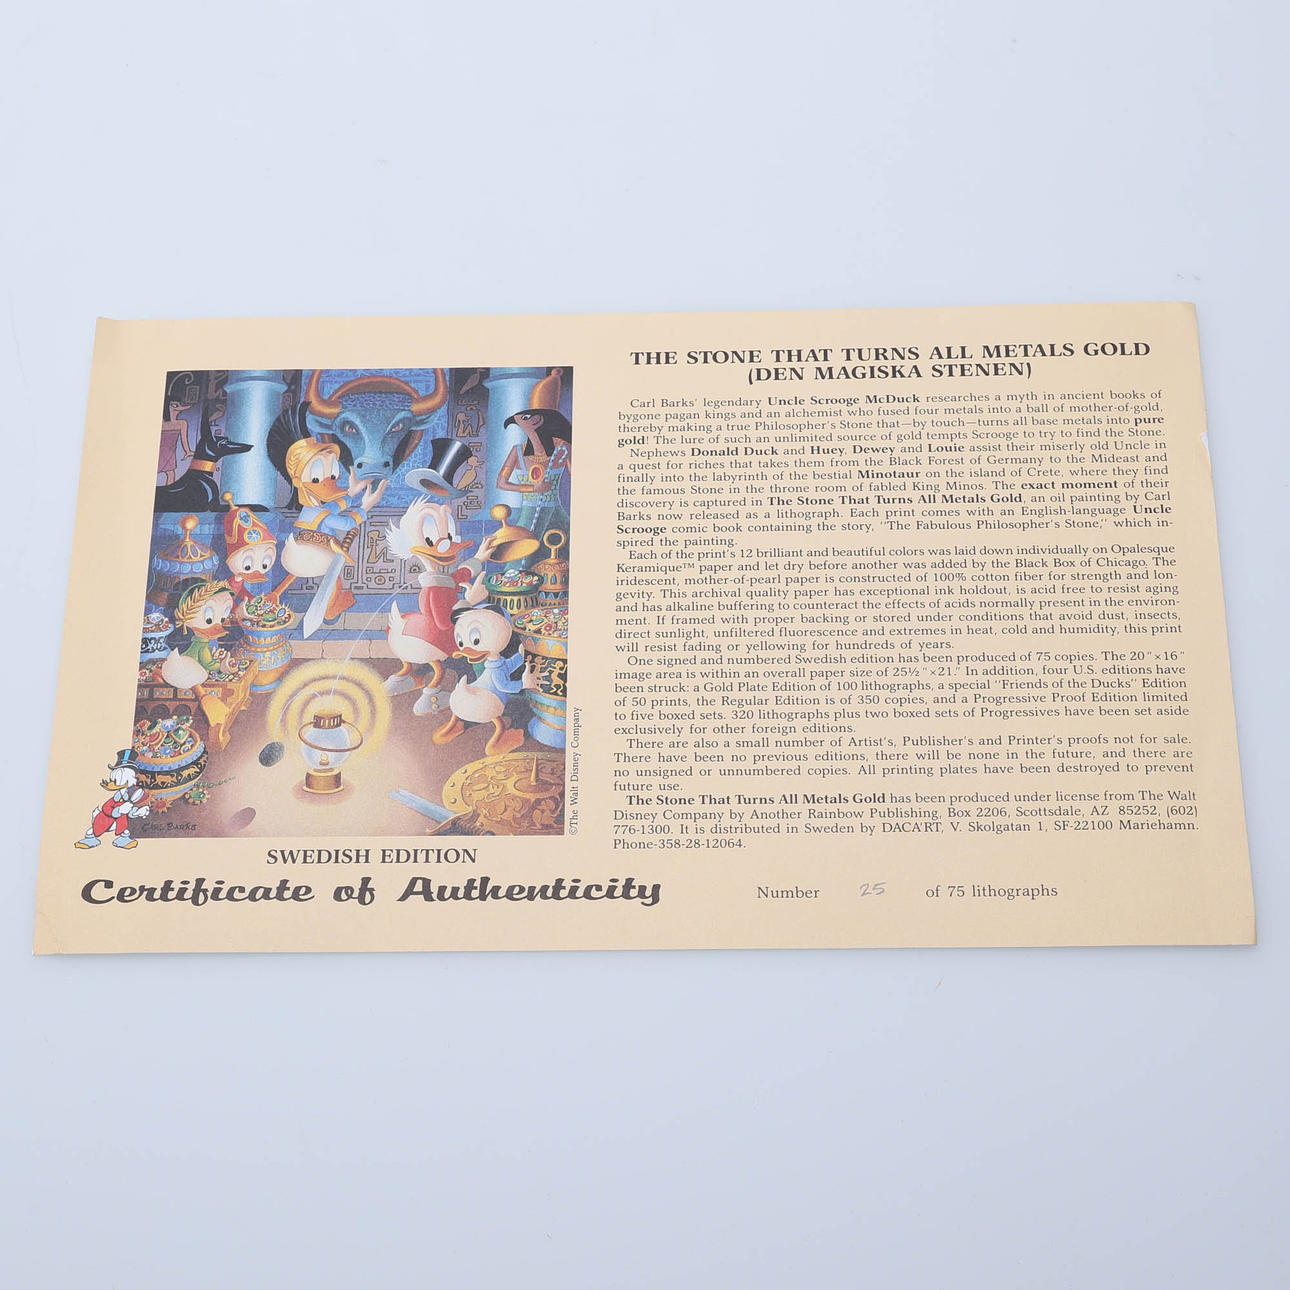 THE STONE THAT TURNS ALL METALS GOLD
(DEN MAGISKA STENEN)
Carl Barks' legendary Uncle Scrooge McDuck researches a myth in ancient books of
bygone pagan kings and an alchemist who fused four metals into a ball of mother-of-gold,
thereby making a true Philosopher's Stone that—by touch—turns all base metals into pure
gold! The lure of such an unlimited source of gold tempts Scrooge to try to find the Stone.
Nephews Donald Duck and Huey, Dewey and Louie assist their miserly old Uncle in
a quest for riches that takes them from the Black Forest of Germany to the Mideast and
finally into the labyrinth of the bestial Minotaur on the island of Crete, where they find
the famous Stone in the throne room of fabled King Minos. The exact moment of their
discovery is captured in The Stone That Turns All Metals Gold, an oil painting by Carl
Barks now released as a lithograph. Each print comes with an English-language Uncle
Scrooge comic book containing the story, "The Fabulous Philosopher's Stone," which in-
spired the painting.
Each of the print's 12 brilliant and beautiful colors was laid down individually on Opalesque
Keramique™ paper and let dry before another was added by the Black Box of Chicago. The
iridescent, mother-of-pearl paper is constructed of 100% cotton fiber for strength and lon-
gevity. This archival quality paper has exceptional ink holdout, is acid free to resist aging
and has alkaline buffering to counteract the effects of acids normally present in the environ-
ment. If framed with proper backing or stored under conditions that avoid dust, insects,
direct sunlight, unfiltered fluorescence and extremes in heat, cold and humidity, this print
will resist fading or yellowing for hundreds of years.
One signed and numbered Swedish edition has been produced of 75 copies. The 20"×16"
image area is within an overall paper size of 25½"×21." In addition, four U.S. editions have
been struck: a Gold Plate Edition of 100 lithographs, a special "Friends of the Ducks" Edition
of 50 prints, the Regular Edition is of 350 copies, and a Progressive Proof Edition limited
to five boxed sets. 320 lithographs plus two boxed sets of Progressives have been set aside
exclusively for other foreign editions.
There are also a small number of Artist's, Publisher's and Printer's proofs not for sale.
There have been no previous editions, there will be none in the future, and there are
no unsigned or unnumbered copies. All printing plates have been destroyed to prevent
future use.
The Stone That Turns All Metals Gold has been produced under license from The Walt
Disney Company by Another Rainbow Publishing, Box 2206, Scottsdale, AZ 85252, (602)
776-1300. It is distributed in Sweden by DACA'RT, V. Skolgatan 1, SF-22100 Mariehamn.
Phone-358-28-12064.
©The Walt Disney Company
CARL BARKS
SWEDISH EDITION
Certificate of Authenticity
Number 25 of 75 lithographs